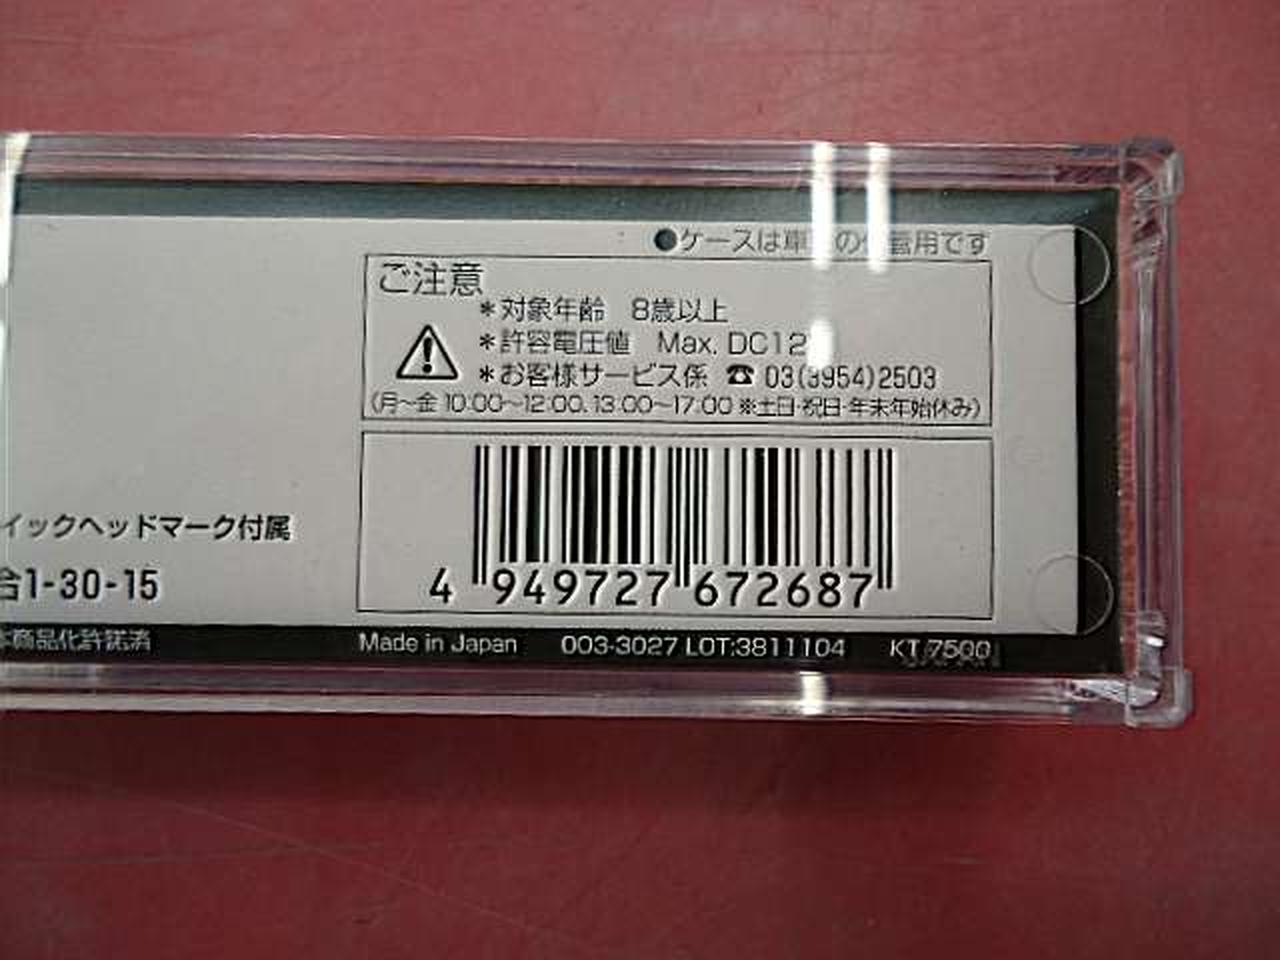 ●ケースは車 の 管用です
ご注意
＊対象年齢　8歳以上
＊許容電圧値　Max. DC12
＊お客様サービス係 ☎ 03(3954)2503
(月～金 10:00～12:00、13:00～17:00 ※土日・祝日・年末年始休み)
イックヘッドマーク付属
合1-30-15
4 949727 672687
商品化許諾済
Made in Japan 003-3027 LOT:3811104 KT 7500